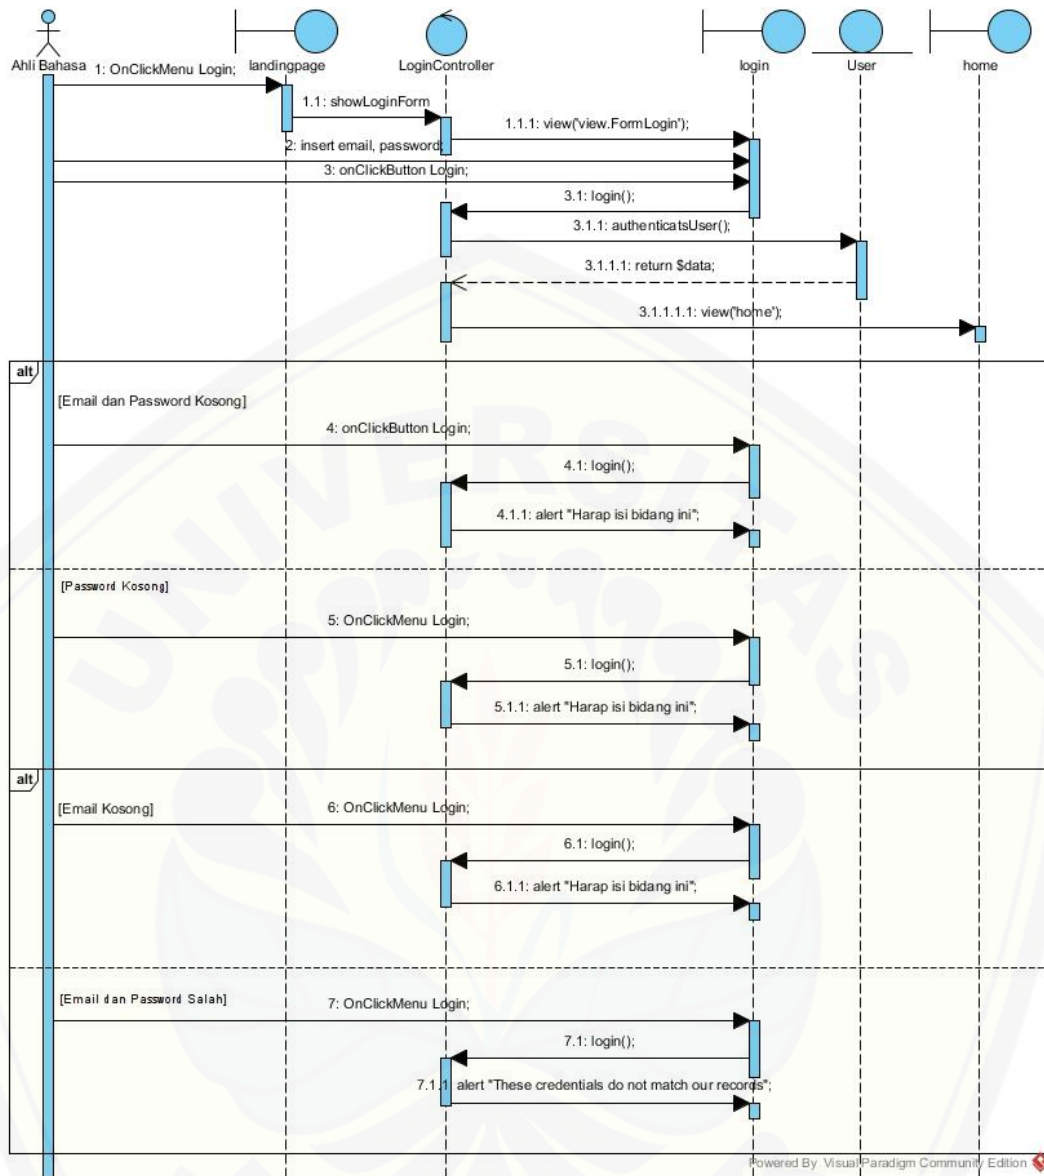 Ahli Bahasa
landingpage
LoginController
login
User
home
1: OnClickMenu Login;
1.1: showLoginForm
1.1.1: view('view.FormLogin');
2: insert email, password;
3: onClickButton Login;
3.1: login();
3.1.1: authenticatsUser();
3.1.1.1: return $data;
3.1.1.1.1: view('home');
alt
[Email dan Password Kosong]
4: onClickButton Login;
4.1: login();
4.1.1: alert "Harap isi bidang ini";
[Password Kosong]
5: OnClickMenu Login;
5.1: login();
5.1.1: alert "Harap isi bidang ini";
alt
[Email Kosong]
6: OnClickMenu Login;
6.1: login();
6.1.1: alert "Harap isi bidang ini";
[Email dan Password Salah]
7: OnClickMenu Login;
7.1: login();
7.1.1: alert "These credentials do not match our records";
UNIVERSITAS
Powered By Visual Paradigm Community Edition